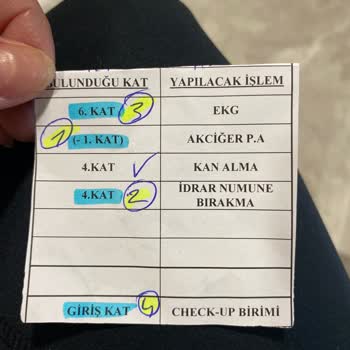 BULUNDUĞU KAT YAPILACAK İŞLEM
6. KAT 3 EKG
1 (- 1. KAT) AKCİĞER P.A
4.KAT ✓ KAN ALMA
4.KAT 2 İDRAR NUMUNE
BIRAKMA
GİRİŞ KAT 4 CHECK-UP BİRİMİ